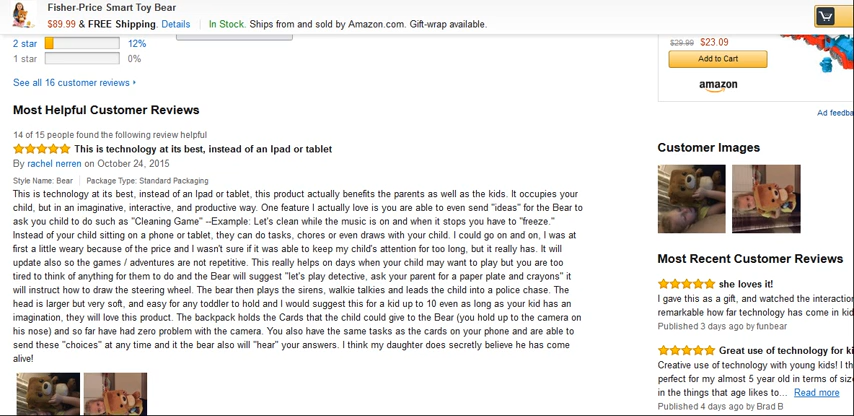 Fisher-Price Smart Toy Bear
$89.99 & FREE Shipping. Details | In Stock. Ships from and sold by Amazon.com. Gift-wrap available.
2 star 12%
1 star 0%
See all 16 customer reviews
Most Helpful Customer Reviews
14 of 15 people found the following review helpful
This is technology at its best, instead of an Ipad or tablet
By rachel nerren on October 24, 2015
Style Name: Bear | Package Type: Standard Packaging
This is technology at its best, instead of an Ipad or tablet, this product actually benefits the parents as well as the kids. It occupies your
child, but in an imaginative, interactive, and productive way. One feature I actually love is you are able to even send "ideas" for the Bear to
ask you child to do such as "Cleaning Game" --Example: Let's clean while the music is on and when it stops you have to "freeze."
Instead of your child sitting on a phone or tablet, they can do tasks, chores or even draws with your child. I could go on and on, I was at
first a little weary because of the price and I wasn't sure if it was able to keep my child's attention for too long, but it really has. It will
update also so the games / adventures are not repetitive. This really helps on days when your child may want to play but you are too
tired to think of anything for them to do and the Bear will suggest "let's play detective, ask your parent for a paper plate and crayons" it
will instruct how to draw the steering wheel. The bear then plays the sirens, walkie talkies and leads the child into a police chase. The
head is larger but very soft, and easy for any toddler to hold and I would suggest this for a kid up to 10 even as long as your kid has an
imagination, they will love this product. The backpack holds the Cards that the child could give to the Bear (you hold up to the camera on
his nose) and so far have had zero problem with the camera. You also have the same tasks as the cards on your phone and are able to
send these "choices" at any time and it the bear also will "hear" your answers. I think my daughter does secretly believe he has come
alive!
$29.99 $23.09
Add to Cart
amazon
Ad feedba
Customer Images
Most Recent Customer Reviews
she loves it!
I gave this as a gift, and watched the interaction
remarkable how far technology has come in kid
Published 3 days ago by funbear
Great use of technology for ki
Creative use of technology with young kids! I th
perfect for my almost 5 year old in terms of size
in the things that age likes to... Read more
Published 4 days ago by Brad B